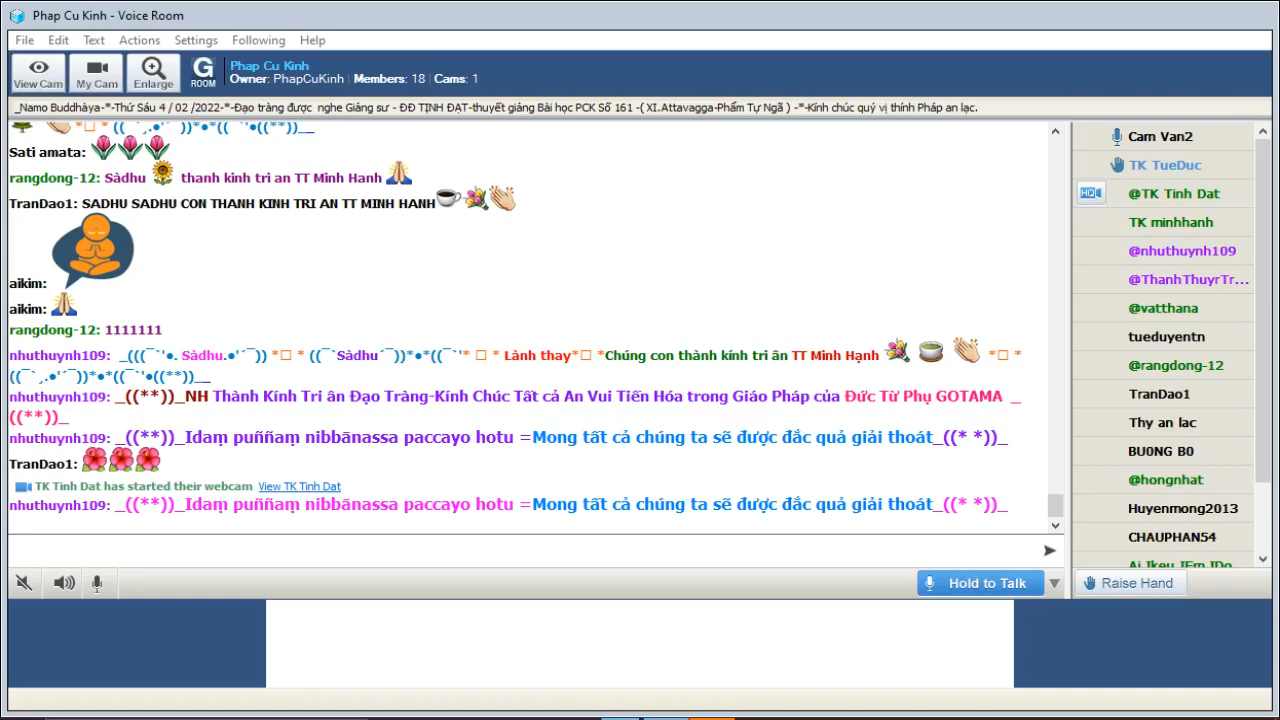 Phap Cu Kinh - Voice Room
File Edit Text Actions Settings Following Help
View Cam My Cam Enlarge G ROOM
Phap Cu Kinh
Owner: PhapCuKinh Members: 18 Cams: 1
_Namo Buddhàya-*-Thứ Sáu 4 / 02 /2022-*-Đạo tràng được nghe Giảng sư - ĐĐ TỊNH ĐẠT-thuyết giảng Bài học PCK Số 161 -( XI.Attavagga-Phẩm Tự Ngã ) -*-Kính chúc quý vị thính Pháp an lạc.
Sati amata:
rangdong-12: Sàdhu thanh kinh tri an TT Minh Hanh
TranDao1: SADHU SADHU CON THANH KINH TRI AN TT MINH HANH
aikim:
aikim:
rangdong-12: 1111111
nhuthuynh109: _(((¯`'●. Sàdhu.●'´¯)) *□ * ((¯`Sàdhu´¯))*●*((¯`'* □ * Lành thay*□ *Chúng con thành kính tri ân TT Minh Hạnh *□ *
((¯`¸.●'´¯))*●*((¯`'●((**))__
nhuthuynh109: _((**))_NH Thành Kính Tri ân Đạo Tràng-Kính Chúc Tất cả An Vui Tiến Hóa trong Giáo Pháp của Đức Từ Phụ GOTAMA _
((**))_
nhuthuynh109: _((**))_Idaṃ puññaṃ nibbānassa paccayo hotu =Mong tất cả chúng ta sẽ được đắc quả giải thoát_((* *))_
TranDao1:
TK Tinh Dat has started their webcam View TK Tinh Dat
nhuthuynh109: _((**))_Idaṃ puññaṃ nibbānassa paccayo hotu =Mong tất cả chúng ta sẽ được đắc quả giải thoát_((* *))_
Hold to Talk
Cam Van2
TK TueDuc
HD @TK Tinh Dat
TK minhhanh
@nhuthuynh109
@ThanhThuyrTr...
@vatthana
tueduyentn
@rangdong-12
TranDao1
Thy an lac
BU0NG B0
@hongnhat
Huyenmong2013
CHAUPHAN54
Raise Hand